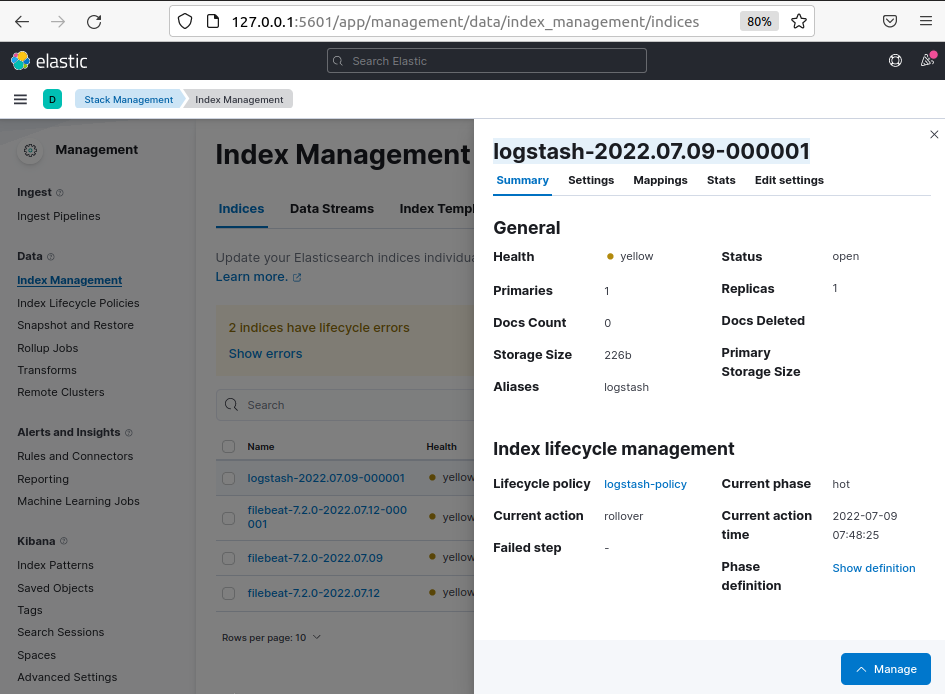 127.0.0.1:5601/app/management/data/index_management/indices
80%
elastic
Search Elastic
D
Stack Management
Index Management
Management
Ingest
Ingest Pipelines
Data
Index Management
Index Lifecycle Policies
Snapshot and Restore
Rollup Jobs
Transforms
Remote Clusters
Alerts and Insights
Rules and Connectors
Reporting
Machine Learning Jobs
Kibana
Index Patterns
Saved Objects
Tags
Search Sessions
Spaces
Advanced Settings
Index Management
Indices Data Streams Index Templ
Update your Elasticsearch indices individua
Learn more.
2 indices have lifecycle errors
Show errors
Search
Name Health
logstash-2022.07.09-000001 yellow
filebeat-7.2.0-2022.07.12-000
001 yellow
filebeat-7.2.0-2022.07.09 yellow
filebeat-7.2.0-2022.07.12 yellow
Rows per page: 10
logstash-2022.07.09-000001
Summary Settings Mappings Stats Edit settings
General
Health yellow
Primaries 1
Docs Count 0
Storage Size 226b
Aliases logstash
Status open
Replicas 1
Docs Deleted
Primary
Storage Size
Index lifecycle management
Lifecycle policy logstash-policy
Current action rollover
Failed step -
Current phase hot
Current action 2022-07-09
time 07:48:25
Phase Show definition
definition
Manage